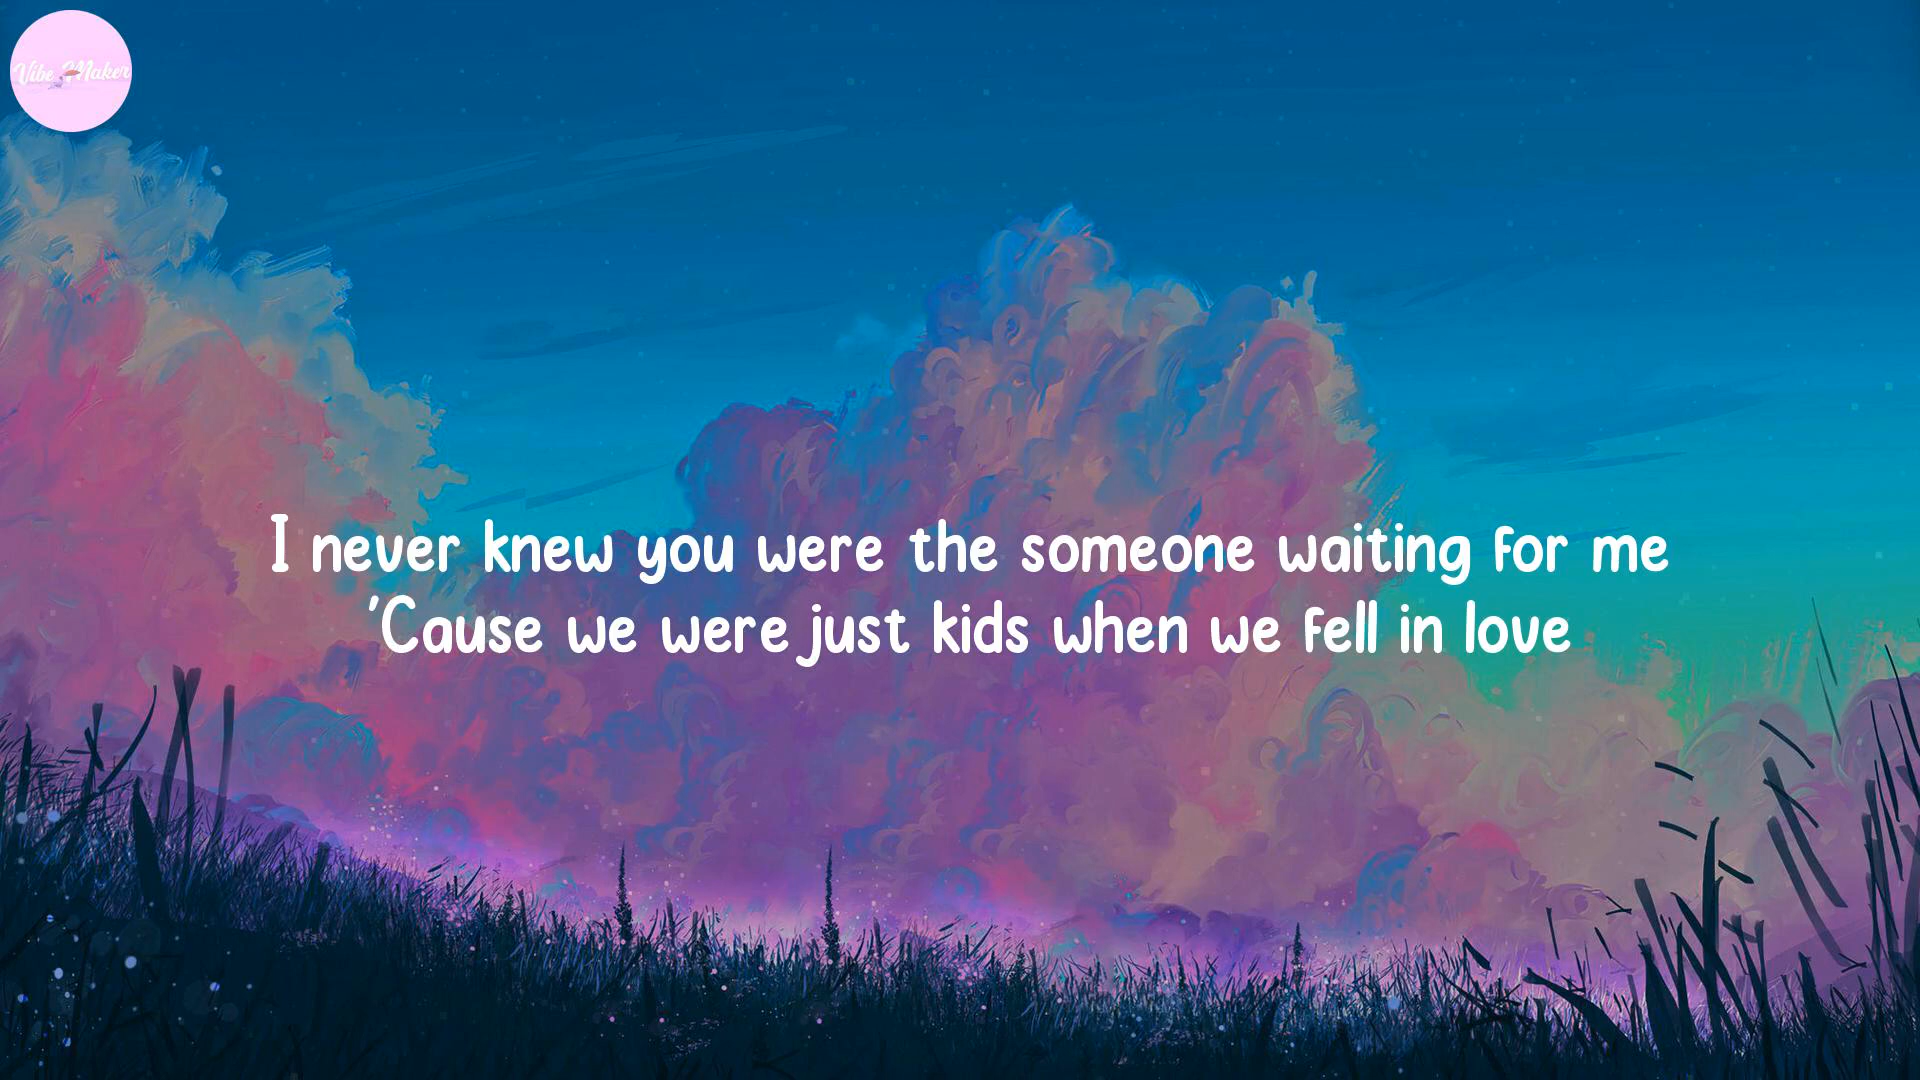 Vibe Maker
I never knew you were the someone waiting for me
'Cause we were just kids when we fell in love